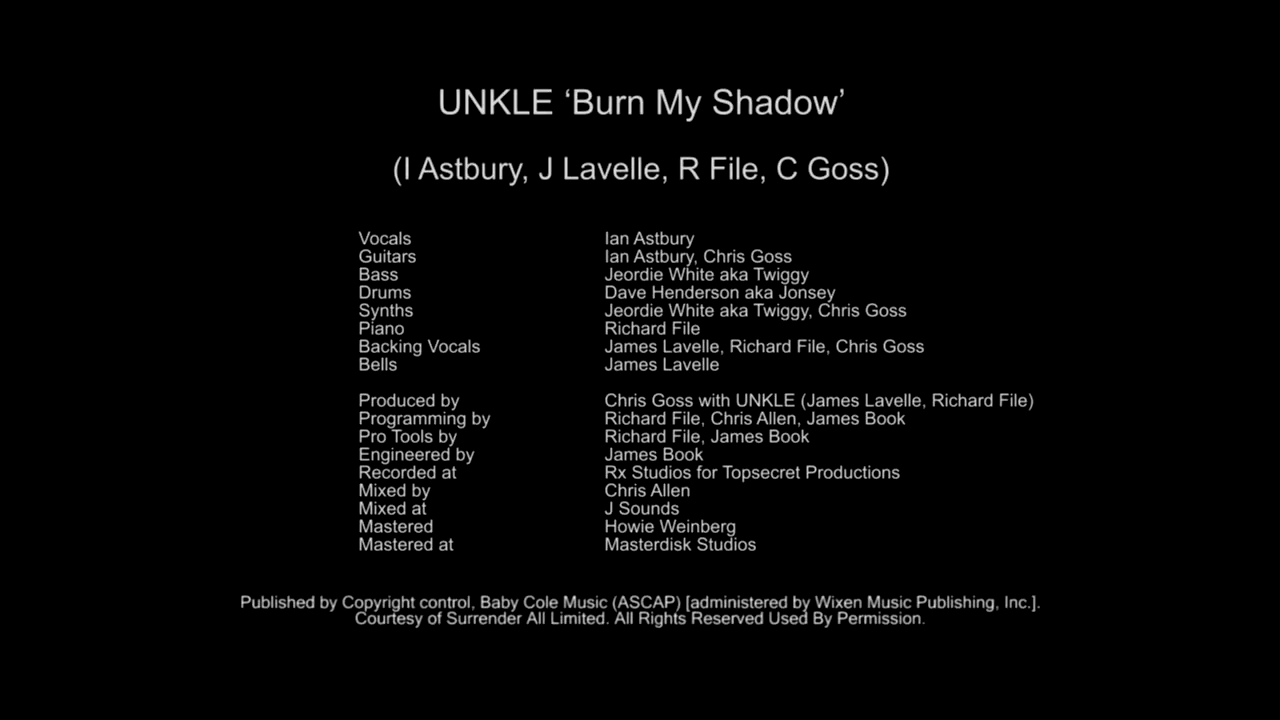 UNKLE ‘Burn My Shadow’
(I Astbury, J Lavelle, R File, C Goss)
Vocals Ian Astbury
Guitars Ian Astbury, Chris Goss
Bass Jeordie White aka Twiggy
Drums Dave Henderson aka Jonsey
Synths Jeordie White aka Twiggy, Chris Goss
Piano Richard File
Backing Vocals James Lavelle, Richard File, Chris Goss
Bells James Lavelle
Produced by Chris Goss with UNKLE (James Lavelle, Richard File)
Programming by Richard File, Chris Allen, James Book
Pro Tools by Richard File, James Book
Engineered by James Book
Recorded at Rx Studios for Topsecret Productions
Mixed by Chris Allen
Mixed at J Sounds
Mastered Howie Weinberg
Mastered at Masterdisk Studios
Published by Copyright control, Baby Cole Music (ASCAP) [administered by Wixen Music Publishing, Inc.].
Courtesy of Surrender All Limited. All Rights Reserved Used By Permission.